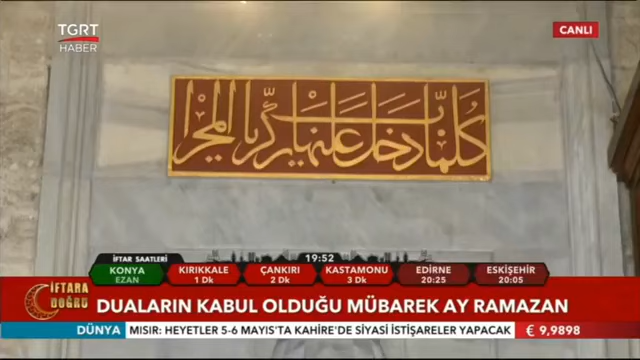 TGRT
HABER
CANLI
كلما دخل عليها زكريا المحراب
İFTAR SAATLERİ
19:52
KONYA
EZAN
KIRIKKALE
1 Dk
ÇANKIRI
2 Dk
KASTAMONU
3 Dk
EDİRNE
20:25
ESKİŞEHİR
20:05
İFTARA
DOĞRU
DUALARIN KABUL OLDUĞU MÜBAREK AY RAMAZAN
DÜNYA MISIR: HEYETLER 5-6 MAYIS'TA KAHİRE'DE SİYASİ İSTİŞARELER YAPACAK € 9,9898